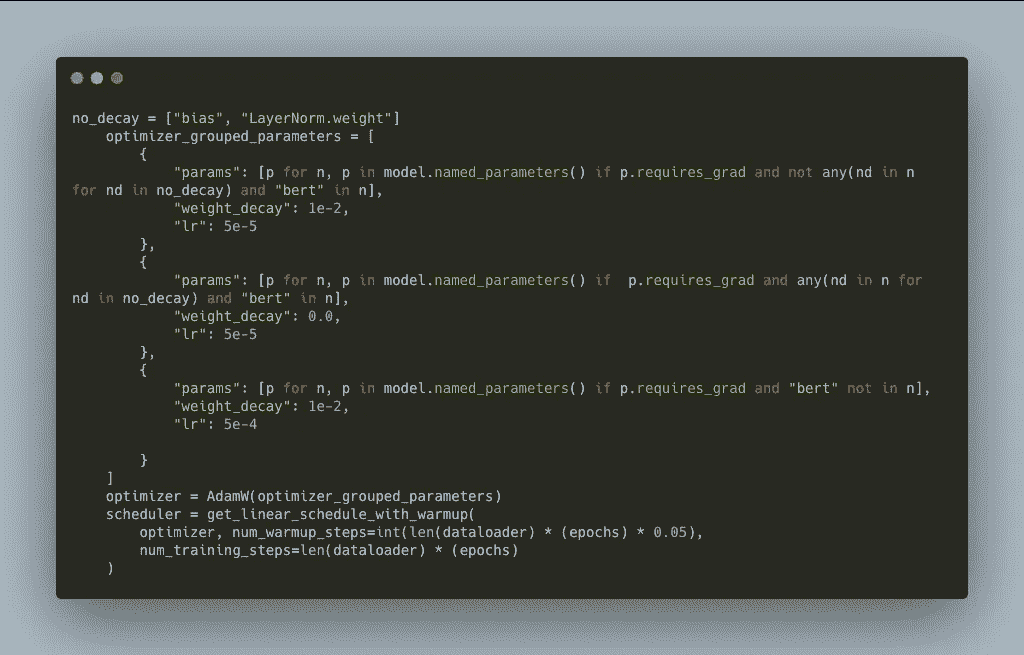 no_decay = ["bias", "LayerNorm.weight"]
    optimizer_grouped_parameters = [
        {
            "params": [p for n, p in model.named_parameters() if p.requires_grad and not any(nd in n
for nd in no_decay) and "bert" in n],
            "weight_decay": 1e-2,
            "lr": 5e-5
        },
        {
            "params": [p for n, p in model.named_parameters() if  p.requires_grad and any(nd in n for
nd in no_decay) and "bert" in n],
            "weight_decay": 0.0,
            "lr": 5e-5
        },
        {
            "params": [p for n, p in model.named_parameters() if p.requires_grad and "bert" not in n],
            "weight_decay": 1e-2,
            "lr": 5e-4

        }
    ]
    optimizer = AdamW(optimizer_grouped_parameters)
    scheduler = get_linear_schedule_with_warmup(
        optimizer, num_warmup_steps=int(len(dataloader) * (epochs) * 0.05),
        num_training_steps=len(dataloader) * (epochs)
    )